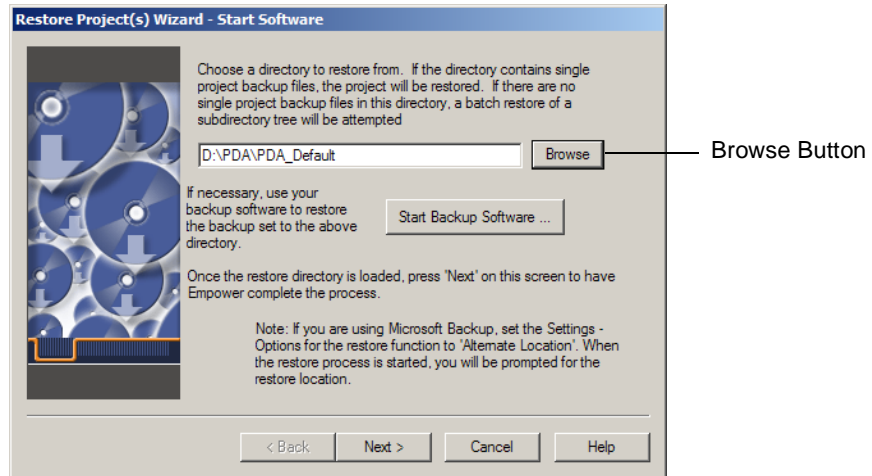 Restore Project(s) Wizard - Start Software
Choose a directory to restore from.  If the directory contains single
project backup files, the project will be restored.  If there are no
single project backup files in this directory, a batch restore of a
subdirectory tree will be attempted
D:\PDA\PDA_Default
Browse
Browse Button
If necessary, use your
backup software to restore
the backup set to the above
directory.
Start Backup Software ...
Once the restore directory is loaded, press 'Next' on this screen to have
Empower complete the process.
Note: If you are using Microsoft Backup, set the Settings -
Options for the restore function to 'Alternate Location'. When
the restore process is started, you will be prompted for the
restore location.
< Back
Next >
Cancel
Help